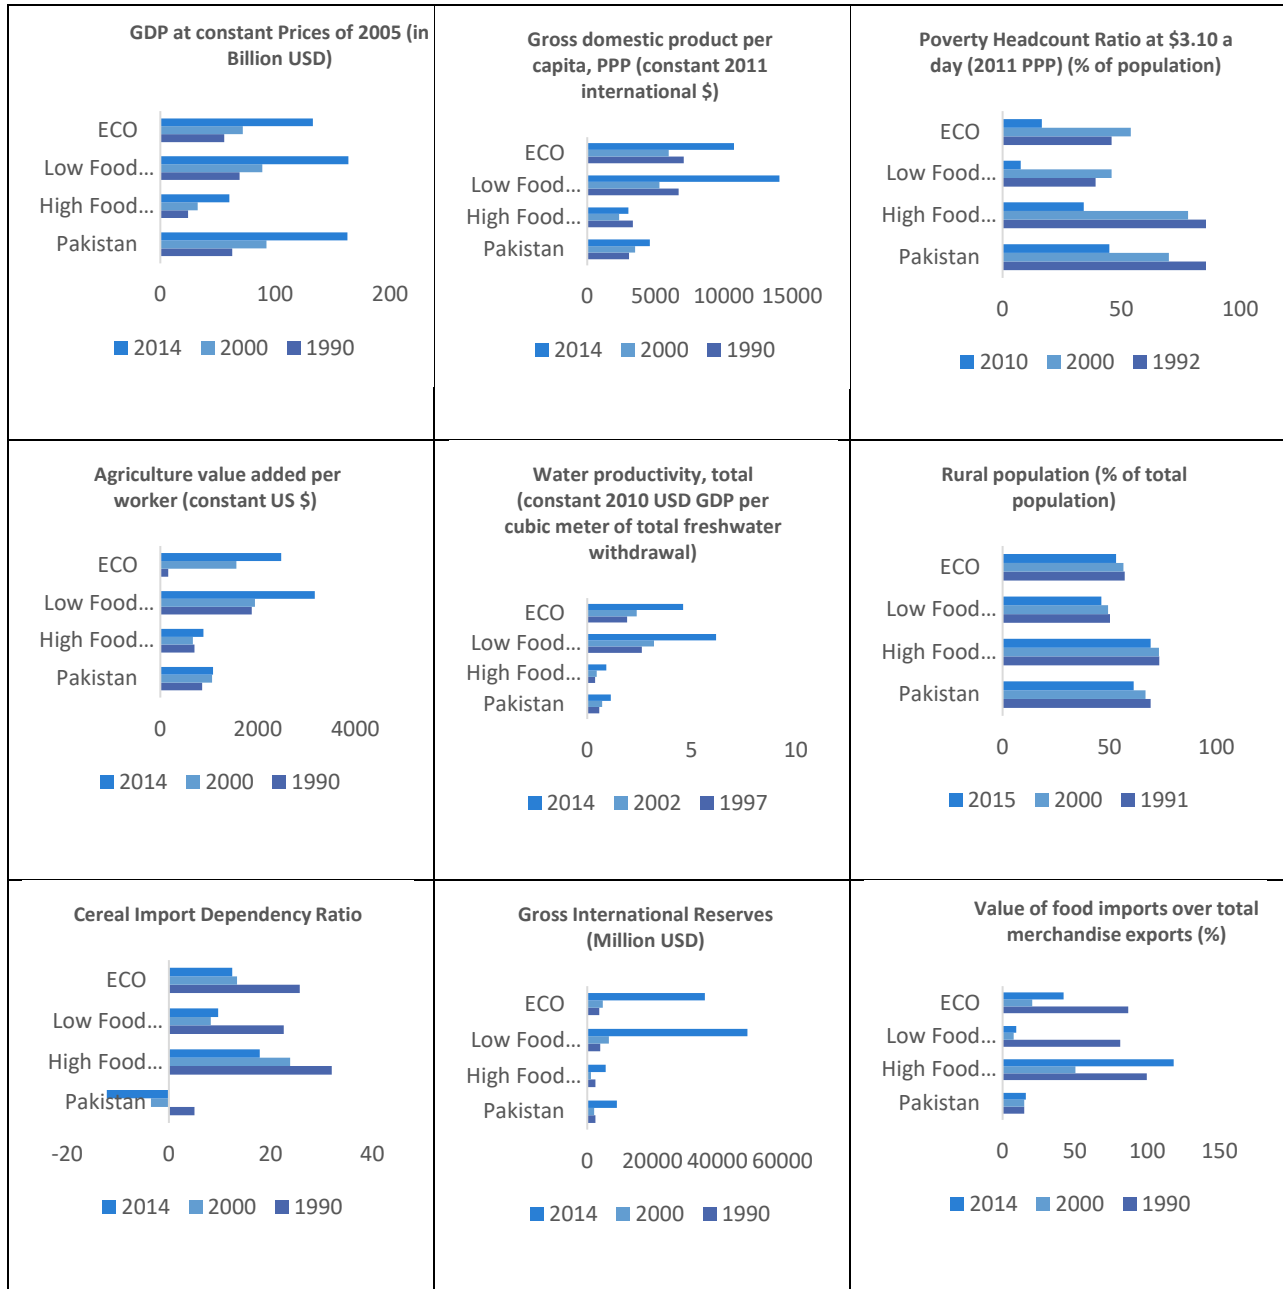 GDP at constant Prices of 2005 (in
Billion USD)
ECO
Low Food...
High Food...
Pakistan
0 100 200
2014 2000 1990
Gross domestic product per
capita, PPP (constant 2011
international $)
ECO
Low Food...
High Food...
Pakistan
0 5000 10000 15000
2014 2000 1990
Poverty Headcount Ratio at $3.10 a
day (2011 PPP) (% of population)
ECO
Low Food...
High Food...
Pakistan
0 50 100
2010 2000 1992
Agriculture value added per
worker (constant US $)
ECO
Low Food...
High Food...
Pakistan
0 2000 4000
2014 2000 1990
Water productivity, total
(constant 2010 USD GDP per
cubic meter of total freshwater
withdrawal)
ECO
Low Food...
High Food...
Pakistan
0 5 10
2014 2002 1997
Rural population (% of total
population)
ECO
Low Food...
High Food...
Pakistan
0 50 100
2015 2000 1991
Cereal Import Dependency Ratio
ECO
Low Food...
High Food...
Pakistan
-20 0 20 40
2014 2000 1990
Gross International Reserves
(Million USD)
ECO
Low Food...
High Food...
Pakistan
0 20000 40000 60000
2014 2000 1990
Value of food imports over total
merchandise exports (%)
ECO
Low Food...
High Food...
Pakistan
0 50 100 150
2014 2000 1990